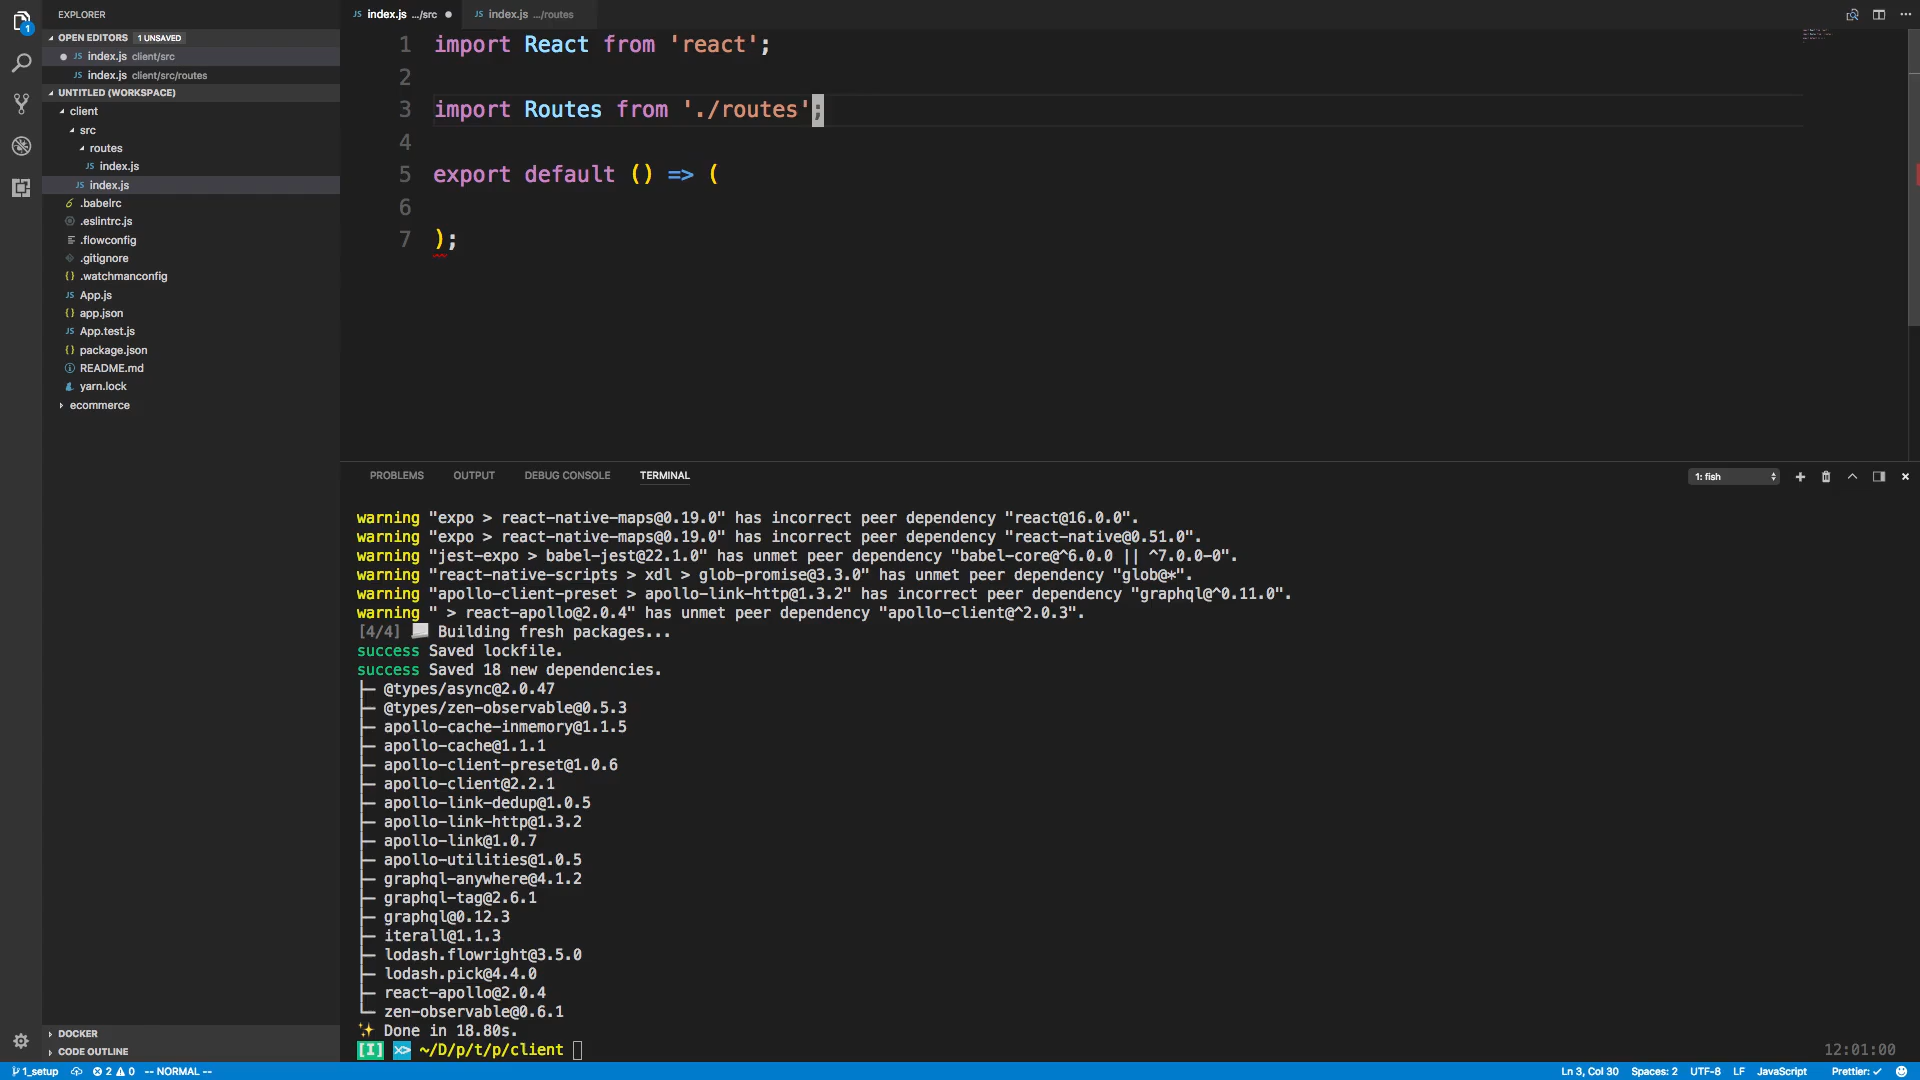 EXPLORER
OPEN EDITORS 1 UNSAVED
index.js client/src
index.js client/src/routes
UNTITLED (WORKSPACE)
client
src
routes
index.js
index.js
.babelrc
.eslintrc.js
.flowconfig
.gitignore
.watchmanconfig
App.js
app.json
App.test.js
package.json
README.md
yarn.lock
ecommerce
DOCKER
CODE OUTLINE
1
JS index.js .../src
JS index.js .../routes
1 import React from 'react';
2
3 import Routes from './routes';
4
5 export default () => (
6
7 );
PROBLEMS OUTPUT DEBUG CONSOLE TERMINAL
1: fish
warning "expo > react-native-maps@0.19.0" has incorrect peer dependency "react@16.0.0".
warning "expo > react-native-maps@0.19.0" has incorrect peer dependency "react-native@0.51.0".
warning "jest-expo > babel-jest@22.1.0" has unmet peer dependency "babel-core@^6.0.0 || ^7.0.0-0".
warning "react-native-scripts > xdl > glob-promise@3.3.0" has unmet peer dependency "glob@*".
warning "apollo-client-preset > apollo-link-http@1.3.2" has incorrect peer dependency "graphql@^0.11.0".
warning " > react-apollo@2.0.4" has unmet peer dependency "apollo-client@^2.0.3".
[4/4] 📃 Building fresh packages...
success Saved lockfile.
success Saved 18 new dependencies.
├─ @types/async@2.0.47
├─ @types/zen-observable@0.5.3
├─ apollo-cache-inmemory@1.1.5
├─ apollo-cache@1.1.1
├─ apollo-client-preset@1.0.6
├─ apollo-client@2.2.1
├─ apollo-link-dedup@1.0.5
├─ apollo-link-http@1.3.2
├─ apollo-link@1.0.7
├─ apollo-utilities@1.0.5
├─ graphql-anywhere@4.1.2
├─ graphql-tag@2.6.1
├─ graphql@0.12.3
├─ iterall@1.1.3
├─ lodash.flowright@3.5.0
├─ lodash.pick@4.4.0
├─ react-apollo@2.0.4
└─ zen-observable@0.6.1
✨ Done in 18.80s.
[I] ~/D/p/t/p/client
12:01:00
1_setup 2 0 -- NORMAL --
Ln 3, Col 30 Spaces: 2 UTF-8 LF JavaScript Prettier: ✓